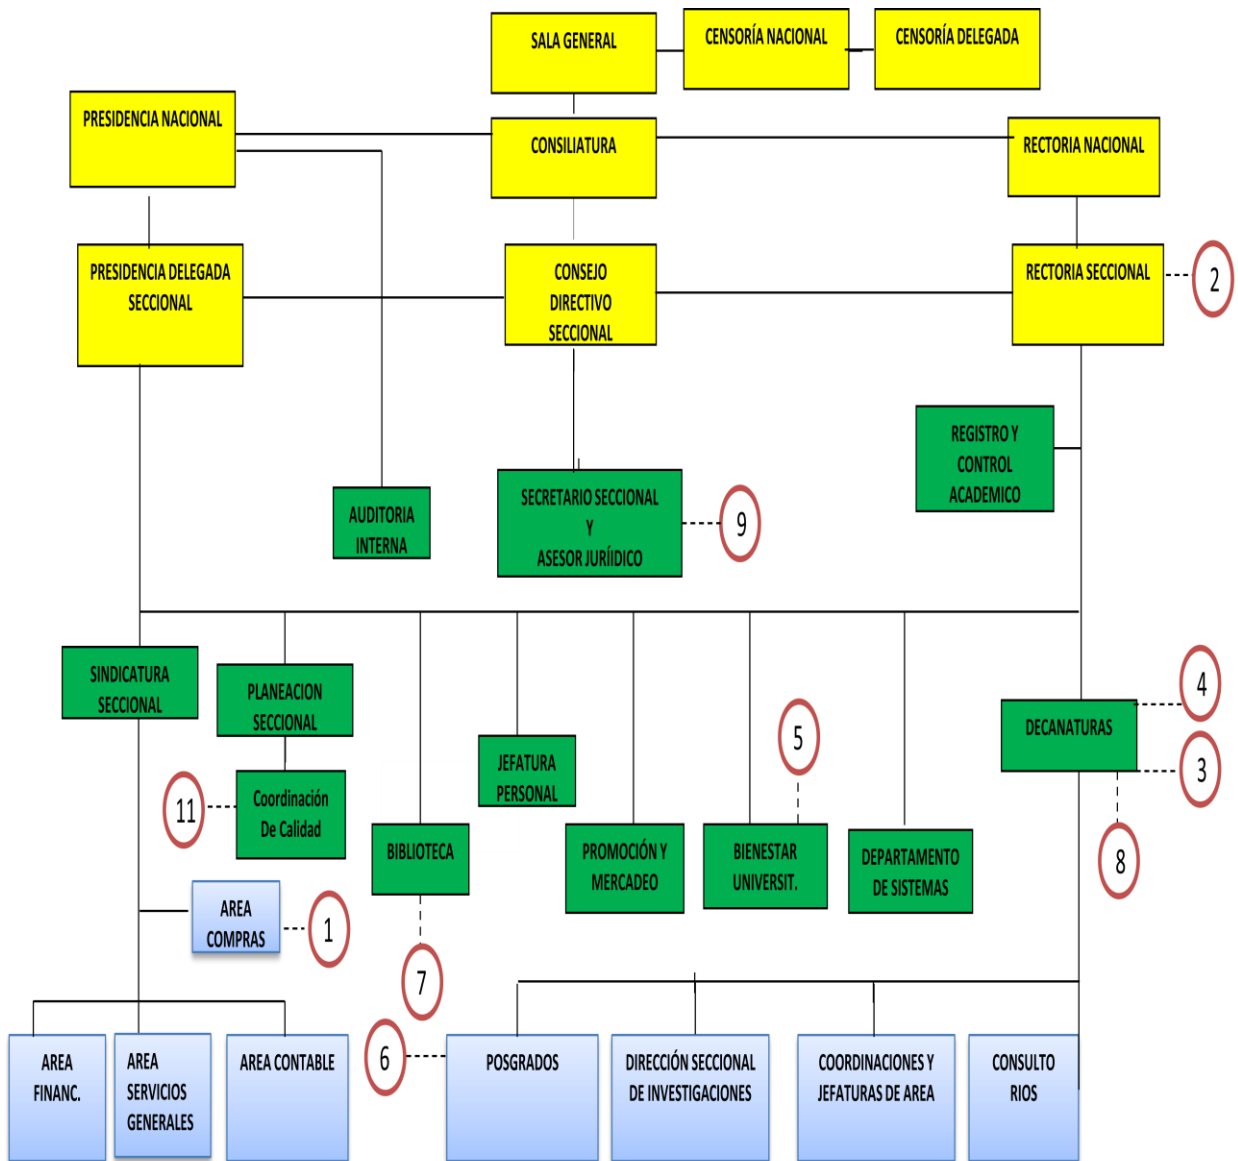 SALA GENERAL
CENSORÍA NACIONAL
CENSORÍA DELEGADA
PRESIDENCIA NACIONAL
CONSILIATURA
RECTORIA NACIONAL
PRESIDENCIA DELEGADA
SECCIONAL
CONSEJO
DIRECTIVO
SECCIONAL
RECTORIA SECCIONAL
2
REGISTRO Y
CONTROL
ACADEMICO
AUDITORIA
INTERNA
SECRETARIO SECCIONAL
Y
ASESOR JURÍIDICO
9
SINDICATURA
SECCIONAL
PLANEACION
SECCIONAL
4
DECANATURAS
5
JEFATURA
PERSONAL
3
11
Coordinación
De Calidad
BIBLIOTECA
PROMOCIÓN Y
MERCADEO
BIENESTAR
UNIVERSIT.
DEPARTAMENTO
DE SISTEMAS
8
AREA
COMPRAS
1
7
6
AREA
FINANC.
AREA
SERVICIOS
GENERALES
AREA CONTABLE
POSGRADOS
DIRECCIÓN SECCIONAL
DE INVESTIGACIONES
COORDINACIONES Y
JEFATURAS DE AREA
CONSULTO
RIOS